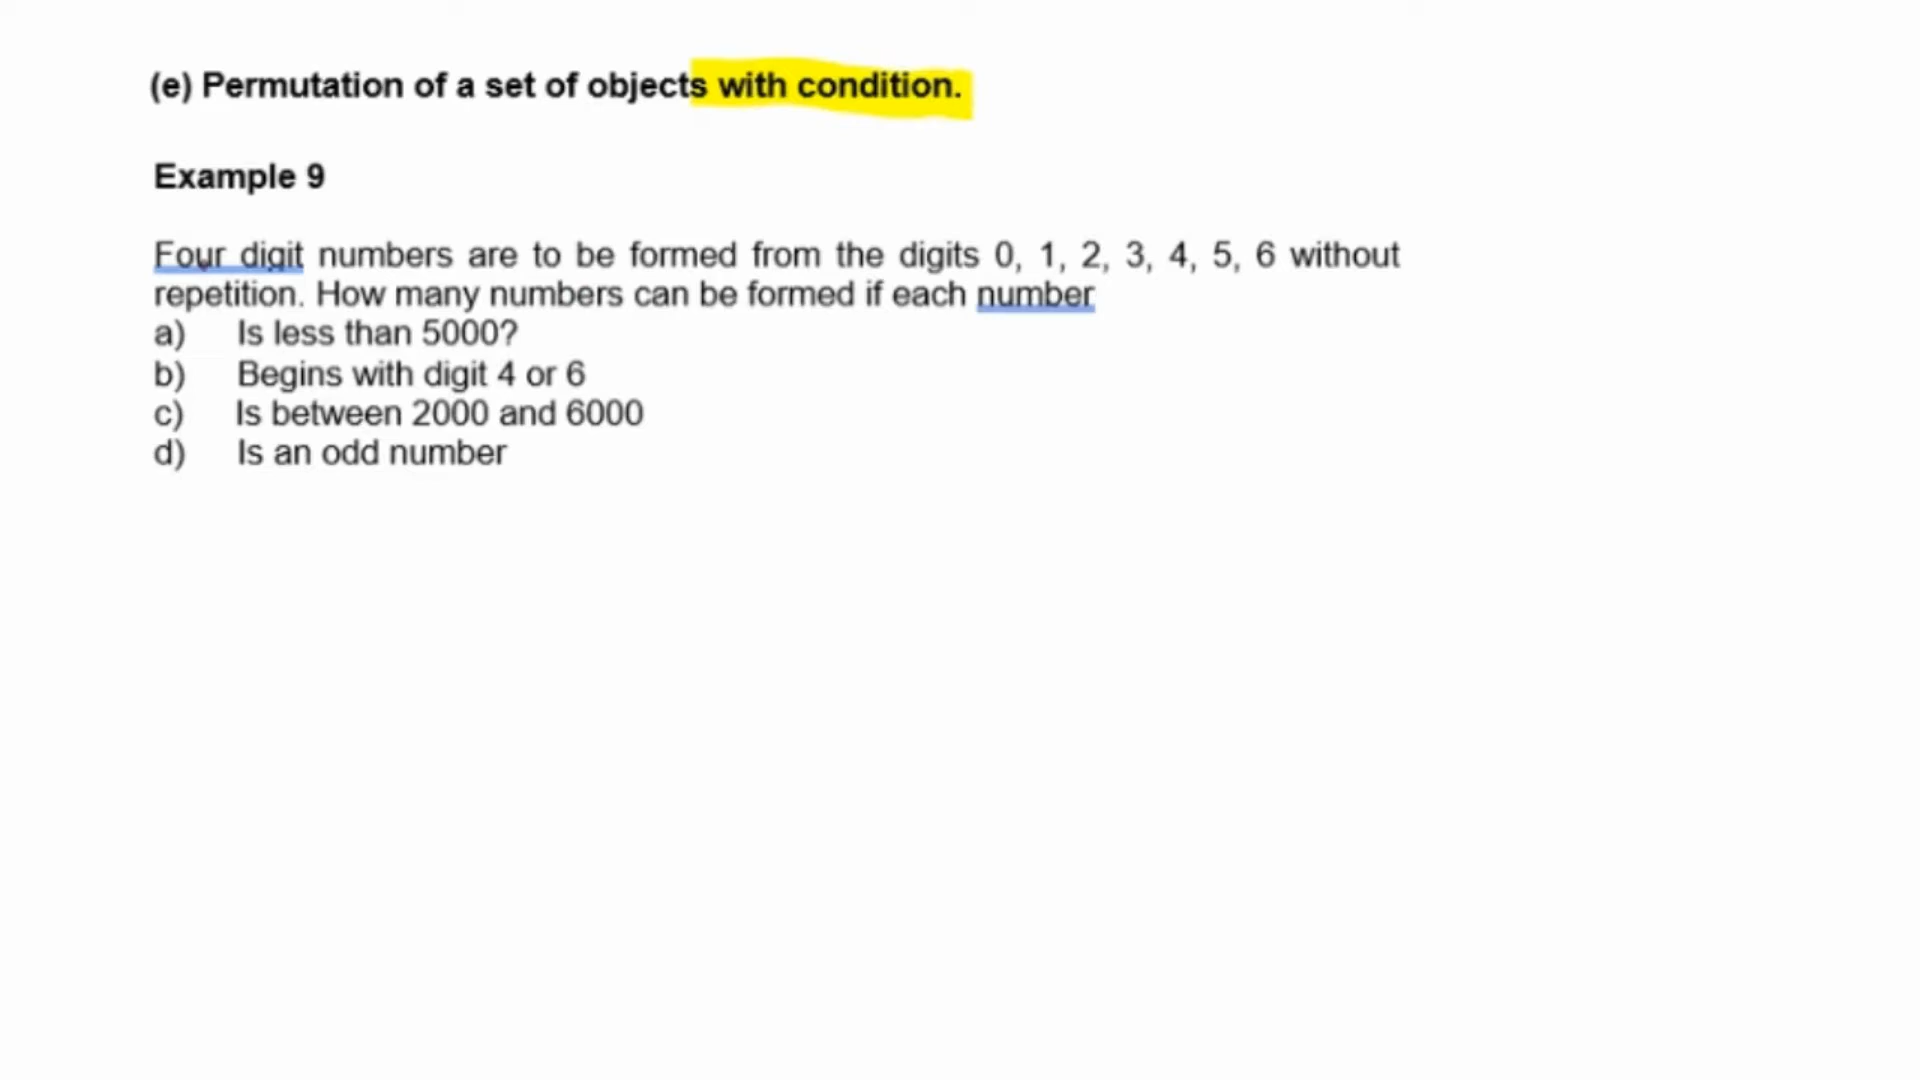 (e) Permutation of a set of objects with condition.
Example 9
Four digit numbers are to be formed from the digits 0, 1, 2, 3, 4, 5, 6 without
repetition. How many numbers can be formed if each number
a) Is less than 5000?
b) Begins with digit 4 or 6
c) Is between 2000 and 6000
d) Is an odd number